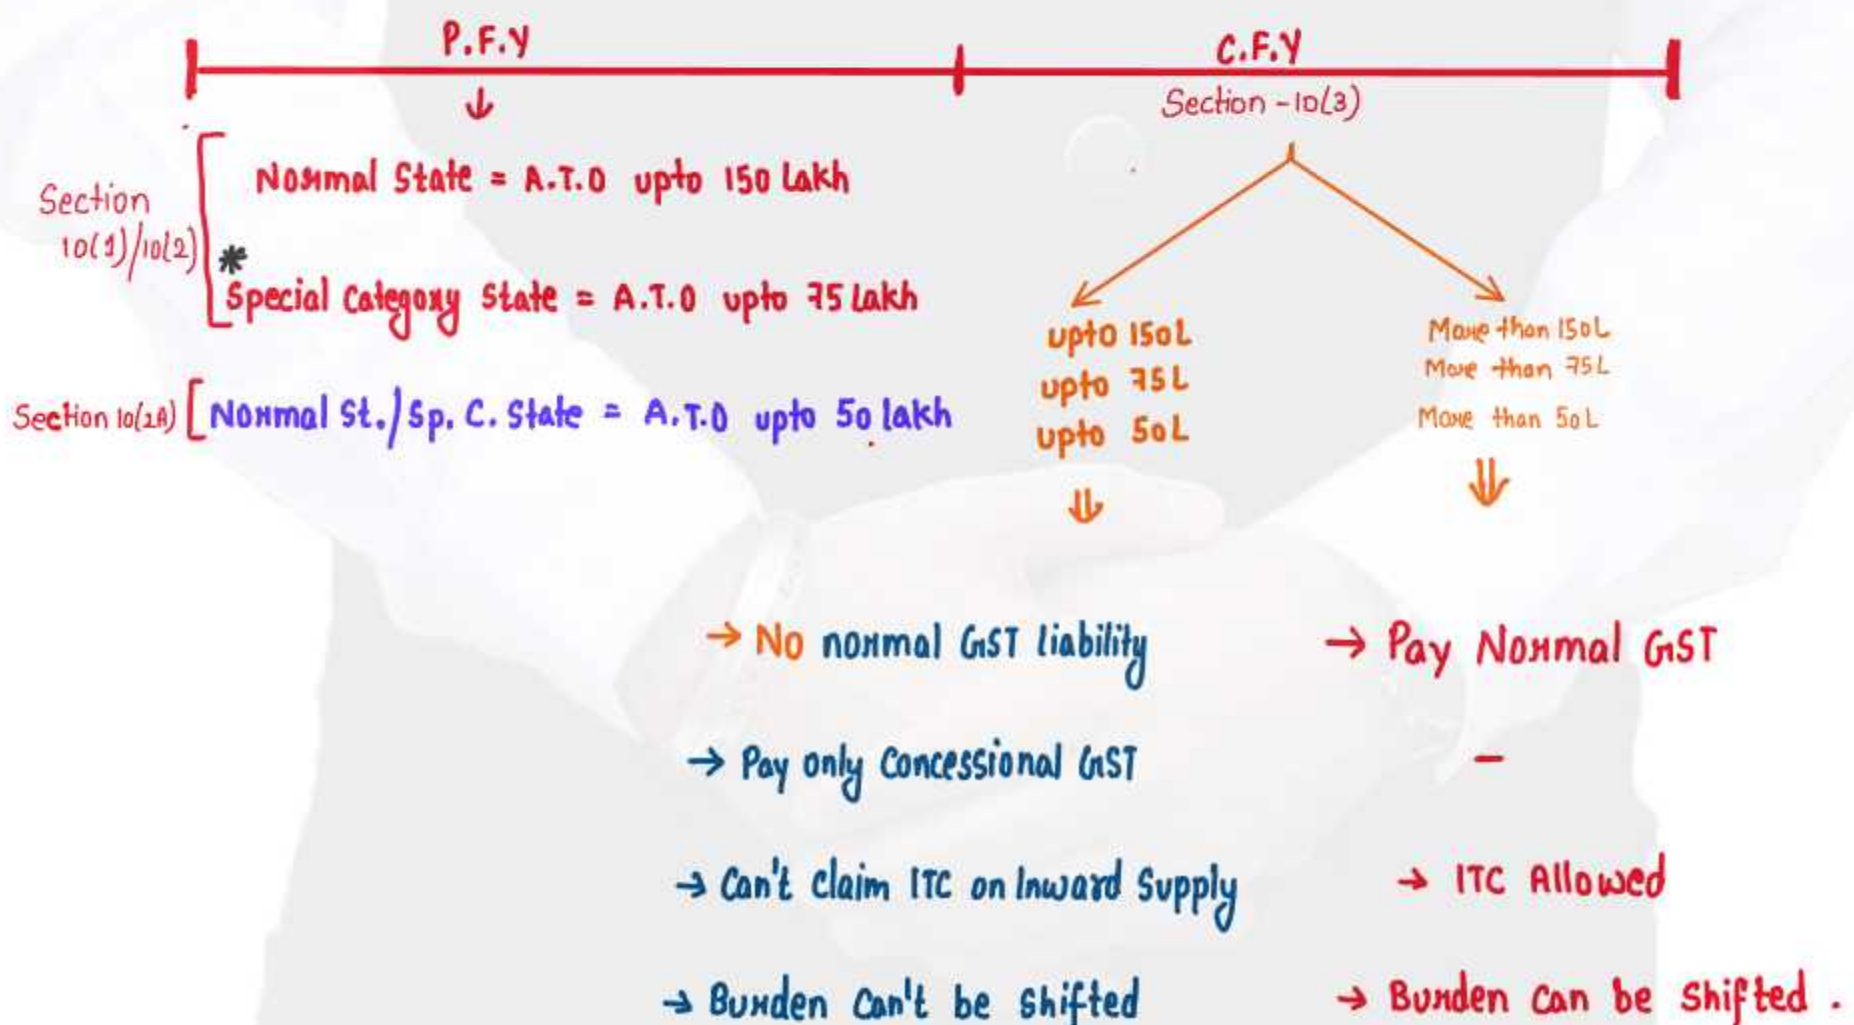 P.F.Y
C.F.Y
↓
Section - 10(3)
Section
10(1)/10(2)
Normal State = A.T.O upto 150 Lakh
*
Special Category State = A.T.O upto 75 Lakh
Section 10(2A) [Normal St./Sp. C. State = A.T.O upto 50 lakh
upto 150L
upto 75L
upto 50L
More than 150L
More than 75L
More than 50L
→ No normal GST liability
→ Pay only Concessional GST
→ Can't claim ITC on Inward Supply
→ Burden Can't be shifted
→ Pay Normal GST
-
→ ITC Allowed
→ Burden can be shifted.